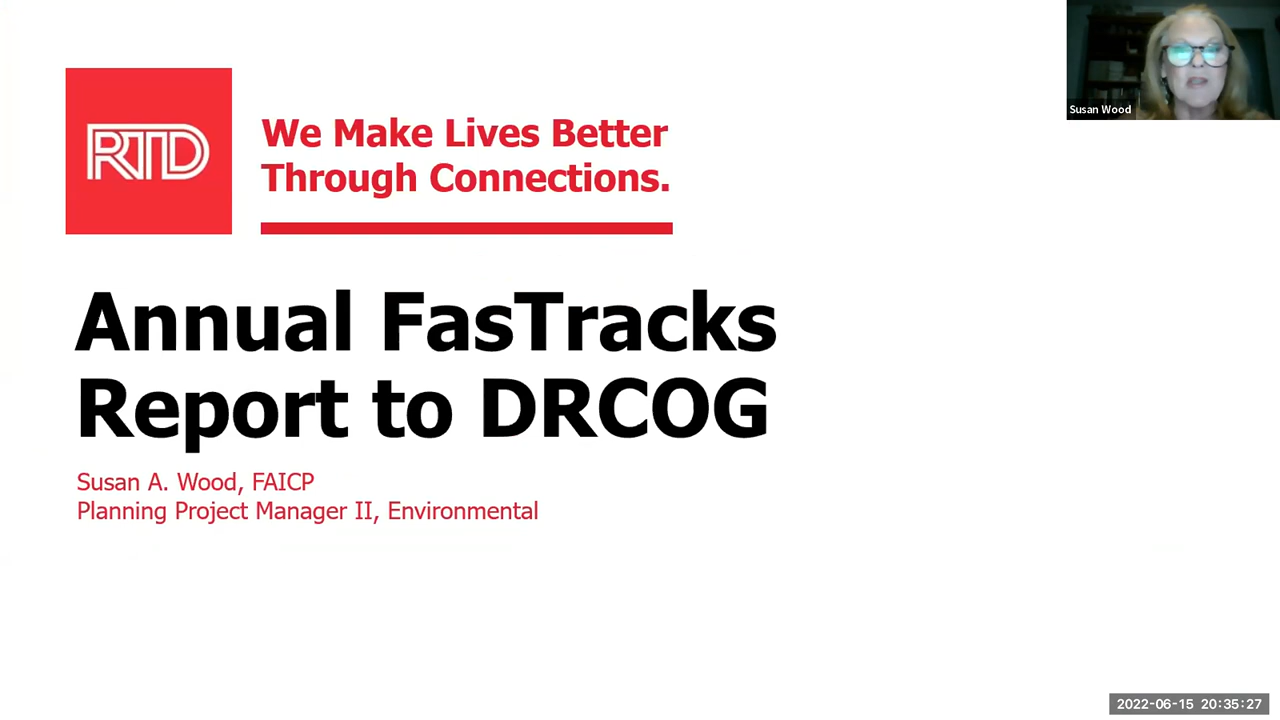 RTD
We Make Lives Better
Through Connections.
Annual FasTracks
Report to DRCOG
Susan A. Wood, FAICP
Planning Project Manager II, Environmental
Susan Wood
2022-06-15 20:35:27